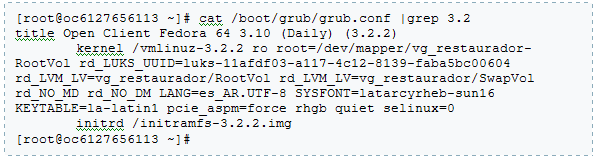 [root@oc6127656113 ~]# cat /boot/grub/grub.conf |grep 3.2
title Open Client Fedora 64 3.10 (Daily) (3.2.2)
        kernel /vmlinuz-3.2.2 ro root=/dev/mapper/vg_restaurador-
RootVol rd_LUKS_UUID=luks-11afdf03-a117-4c12-8139-faba5bc00604
rd_LVM_LV=vg_restaurador/RootVol rd_LVM_LV=vg_restaurador/SwapVol
rd_NO_MD rd_NO_DM LANG=es_AR.UTF-8 SYSFONT=latarcyrheb-sun16
KEYTABLE=la-latin1 pcie_aspm=force rhgb quiet selinux=0
        initrd /initramfs-3.2.2.img
[root@oc6127656113 ~]#